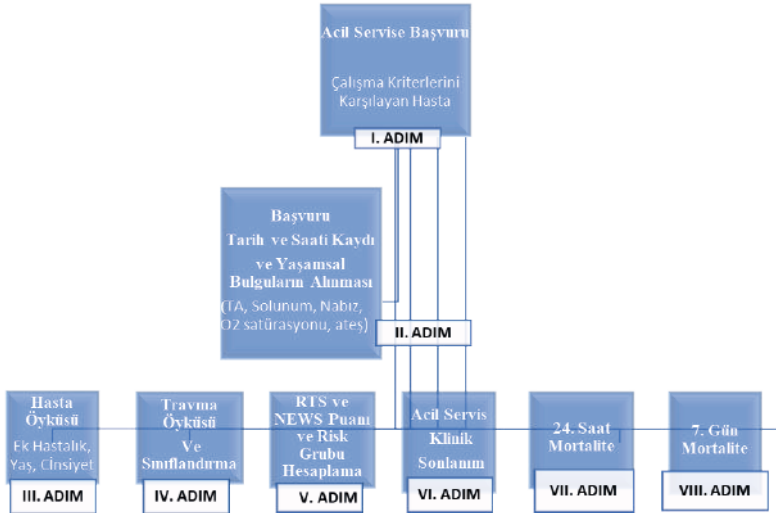 Acil Servise Başvuru
Çalışma Kriterlerini
Karşılayan Hasta
I. ADIM
Başvuru
Tarih ve Saati Kaydı
ve Yaşamsal
Bulguların Alınması
(TA, Solunum, Nabız,
O2 satürasyonu, ateş)
II. ADIM
Hasta
Öyküsü
Ek Hastalık,
Yaş, Cİnsiyet
III. ADIM
Travma
Öyküsü
Ve
Sınıflandırma
IV. ADIM
RTS ve
NEWS Puanı
ve Risk
Grubu
Hesaplama
V. ADIM
Acil Servis
Klinik
Sonlanım
VI. ADIM
24. Saat
Mortalite
VII. ADIM
7. Gün
Mortalite
VIII. ADIM